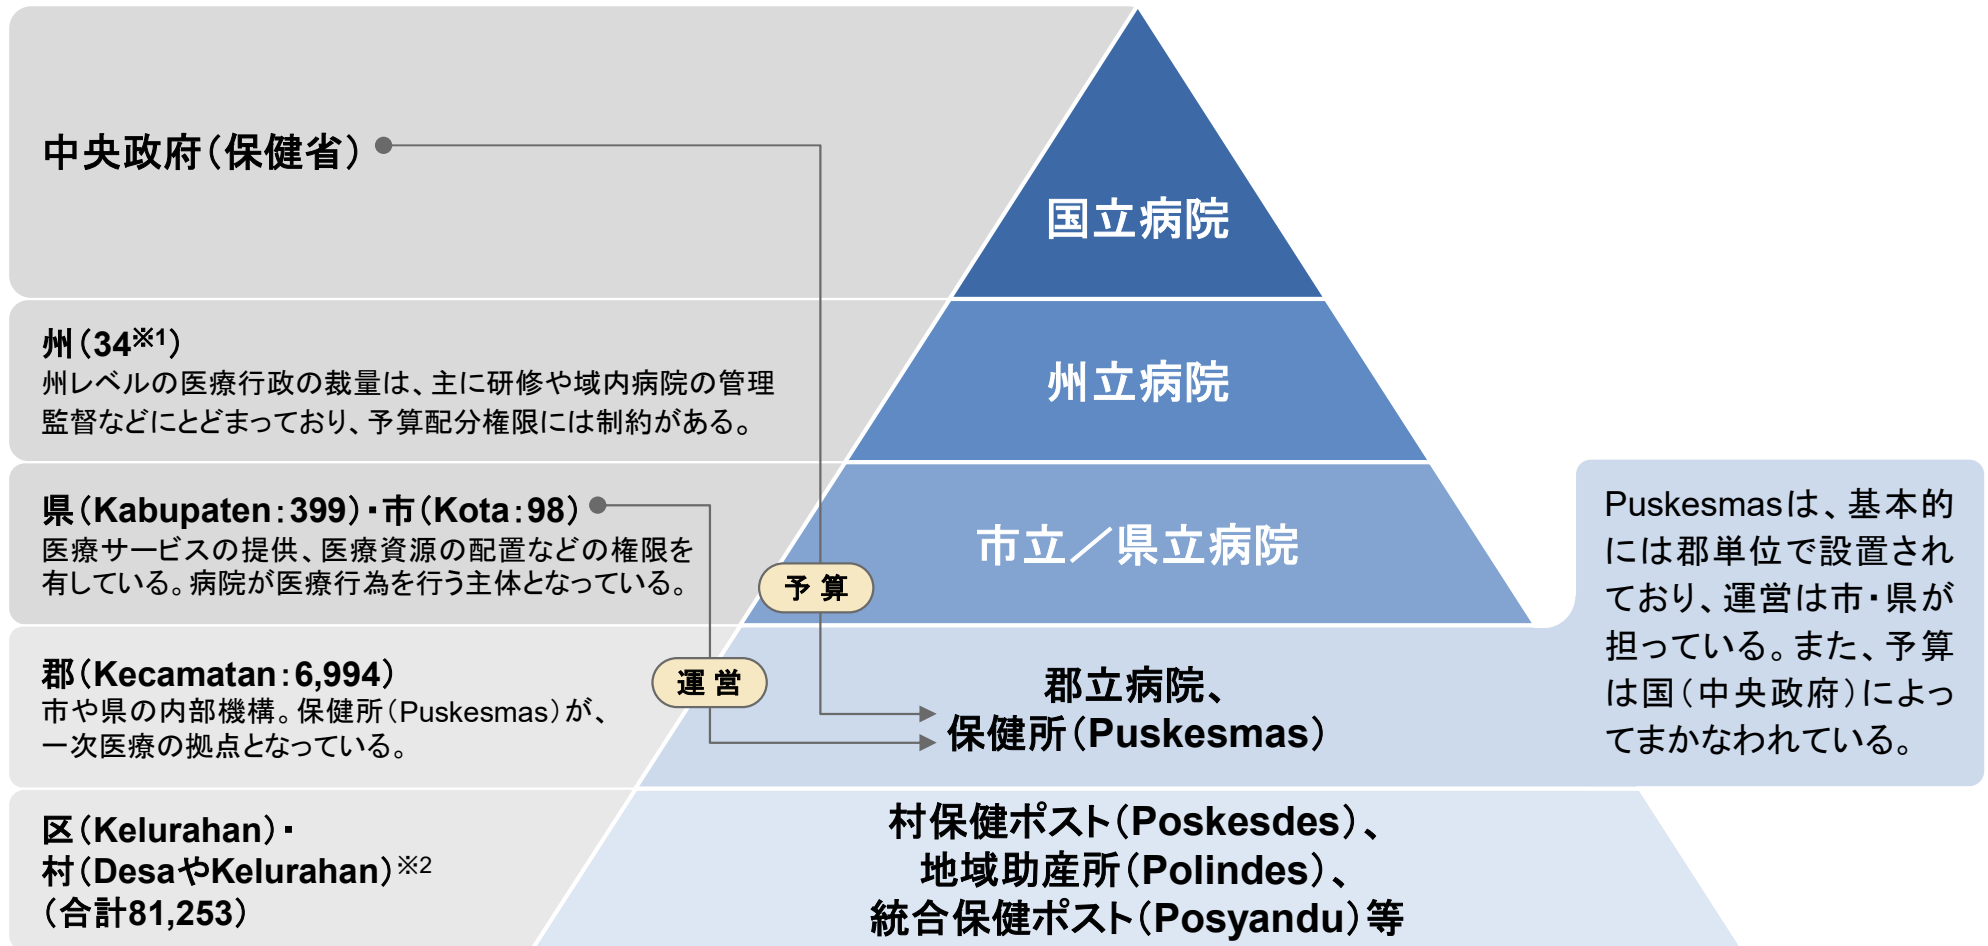 中央政府（保健省）
国立病院
州（34※1）
州レベルの医療行政の裁量は、主に研修や域内病院の管理
監督などにとどまっており、予算配分権限には制約がある。
州立病院
県（Kabupaten：399）・市（Kota：98）
医療サービスの提供、医療資源の配置などの権限を
有している。病院が医療行為を行う主体となっている。
市立／県立病院
予算
郡（Kecamatan：6,994）
市や県の内部機構。保健所（Puskesmas）が、
一次医療の拠点となっている。
運営
郡立病院、
保健所（Puskesmas）
Puskesmasは、基本的
には郡単位で設置され
ており、運営は市・県が
担っている。また、予算
は国（中央政府）によっ
てまかなわれている。
区（Kelurahan）・
村（DesaやKelurahan）※2
（合計81,253）
村保健ポスト（Poskesdes）、
地域助産所（Polindes）、
統合保健ポスト（Posyandu）等